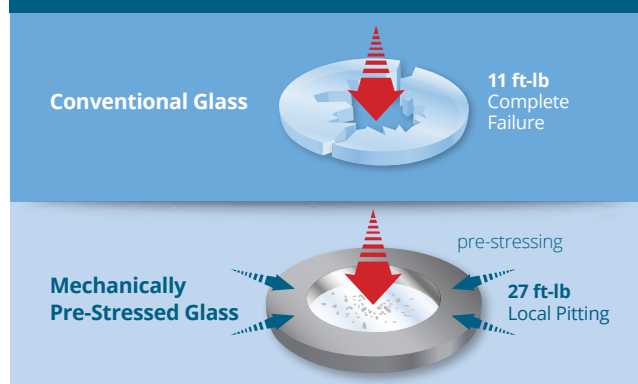 Conventional Glass
11 ft-lb
Complete
Failure
pre-stressing
Mechanically
Pre-Stressed Glass
27 ft-lb
Local Pitting